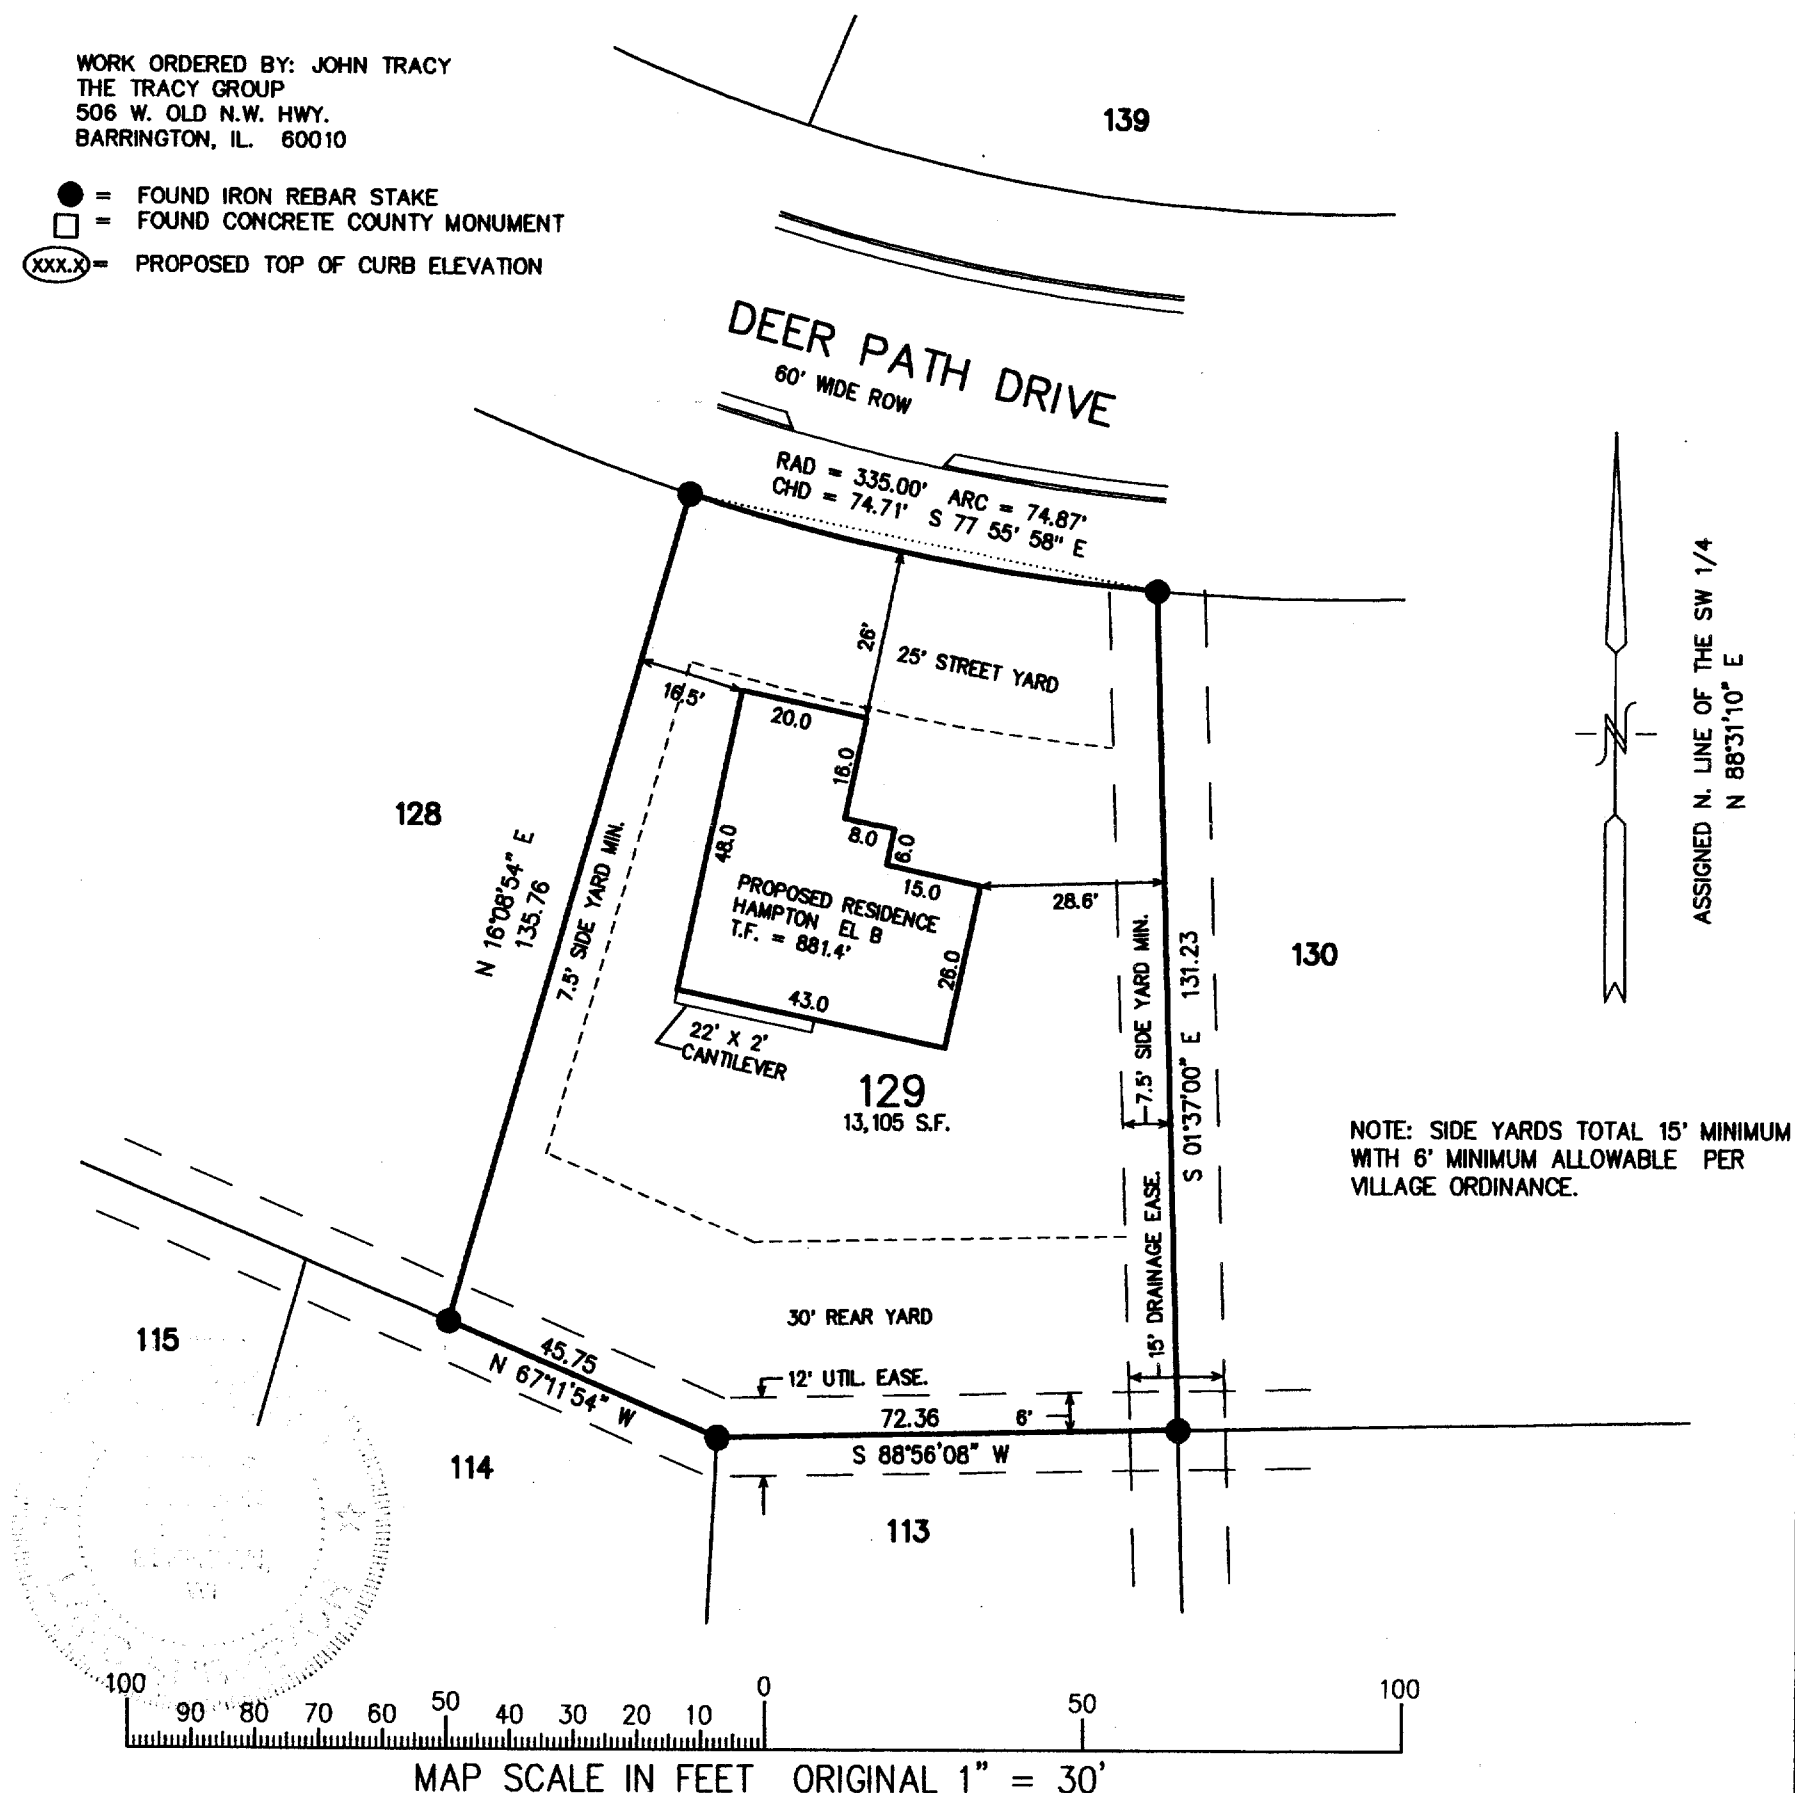 WORK ORDERED BY: JOHN TRACY
THE TRACY GROUP
506 W. OLD N.W. HWY.
BARRINGTON, IL. 60010
= FOUND IRON REBAR STAKE
= FOUND CONCRETE COUNTY MONUMENT
XXX.X = PROPOSED TOP OF CURB ELEVATION
139
DEER PATH DRIVE
60' WIDE ROW
RAD = 335.00' ARC = 74.87'
CHD = 74.71' S 77 55' 58" E
26'
25' STREET YARD
16.5'
20.0
16.0
8.0
6.0
15.0
48.0
28.6'
PROPOSED RESIDENCE
HAMPTON EL B
T.F. = 881.4'
26.0
43.0
22' X 2'
CANTILEVER
128
N 16°08'54" E
135.76
7.5' SIDE YARD MIN.
129
13,105 S.F.
7.5' SIDE YARD MIN.
S 01°37'00" E 131.23
130
15' DRAINAGE EASE.
ASSIGNED N. LINE OF THE SW 1/4
N 88°31'10" E
N
NOTE: SIDE YARDS TOTAL 15' MINIMUM
WITH 6' MINIMUM ALLOWABLE PER
VILLAGE ORDINANCE.
30' REAR YARD
12' UTIL. EASE.
6'
72.36
S 88°56'08" W
45.75
N 67°11'54" W
115
114
113
WI
100 90 80 70 60 50 40 30 20 10 0 50 100
MAP SCALE IN FEET ORIGINAL 1" = 30'